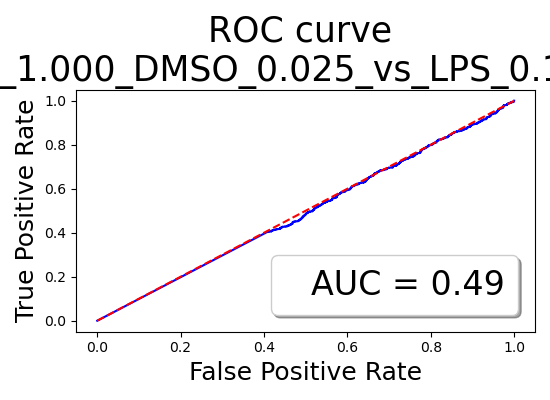 ROC curve
_1.000_DMSO_0.025_vs_LPS_0.1
True Positive Rate
1.0
0.8
0.6
0.4
0.2
0.0
AUC = 0.49
0.0 0.2 0.4 0.6 0.8 1.0
False Positive Rate